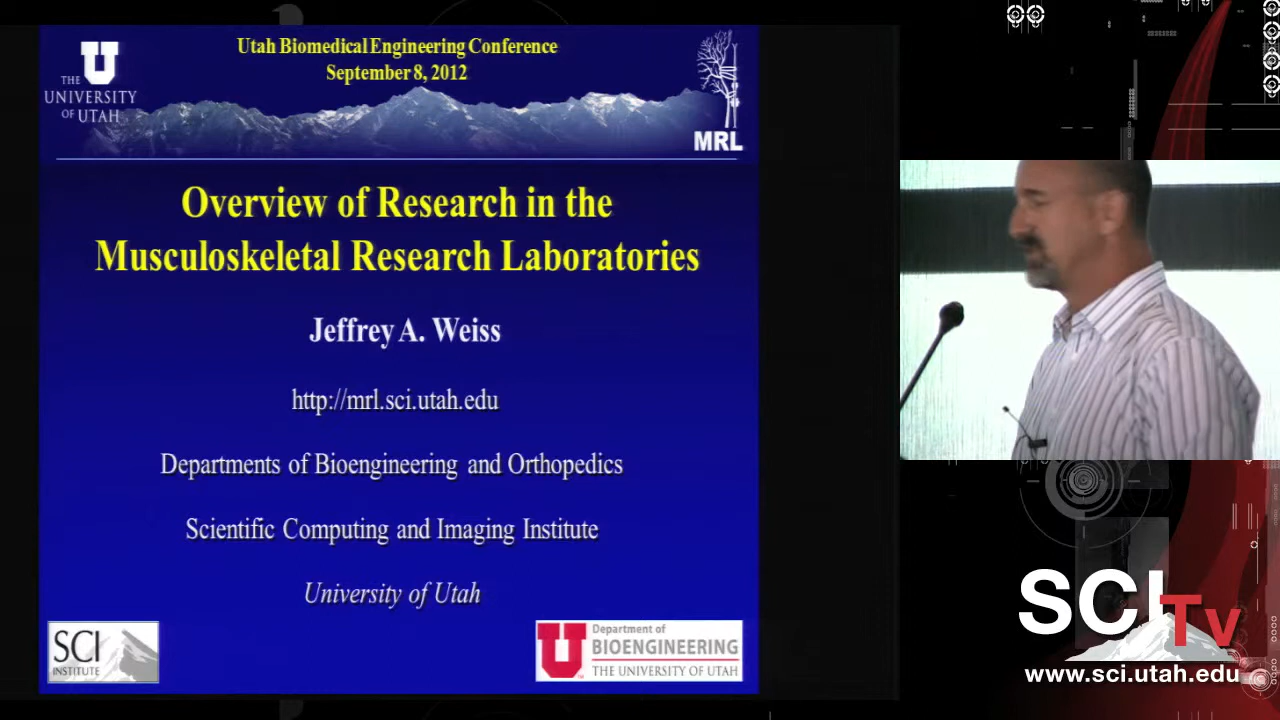 Utah Biomedical Engineering Conference
September 8, 2012
U
THE
UNIVERSITY
OF UTAH
MRL
Overview of Research in the
Musculoskeletal Research Laboratories
Jeffrey A. Weiss
http://mrl.sci.utah.edu
Departments of Bioengineering and Orthopedics
Scientific Computing and Imaging Institute
University of Utah
SCI
INSTITUTE
U
Department of
BIOENGINEERING
THE UNIVERSITY OF UTAH
SCI
Tv
www.sci.utah.edu